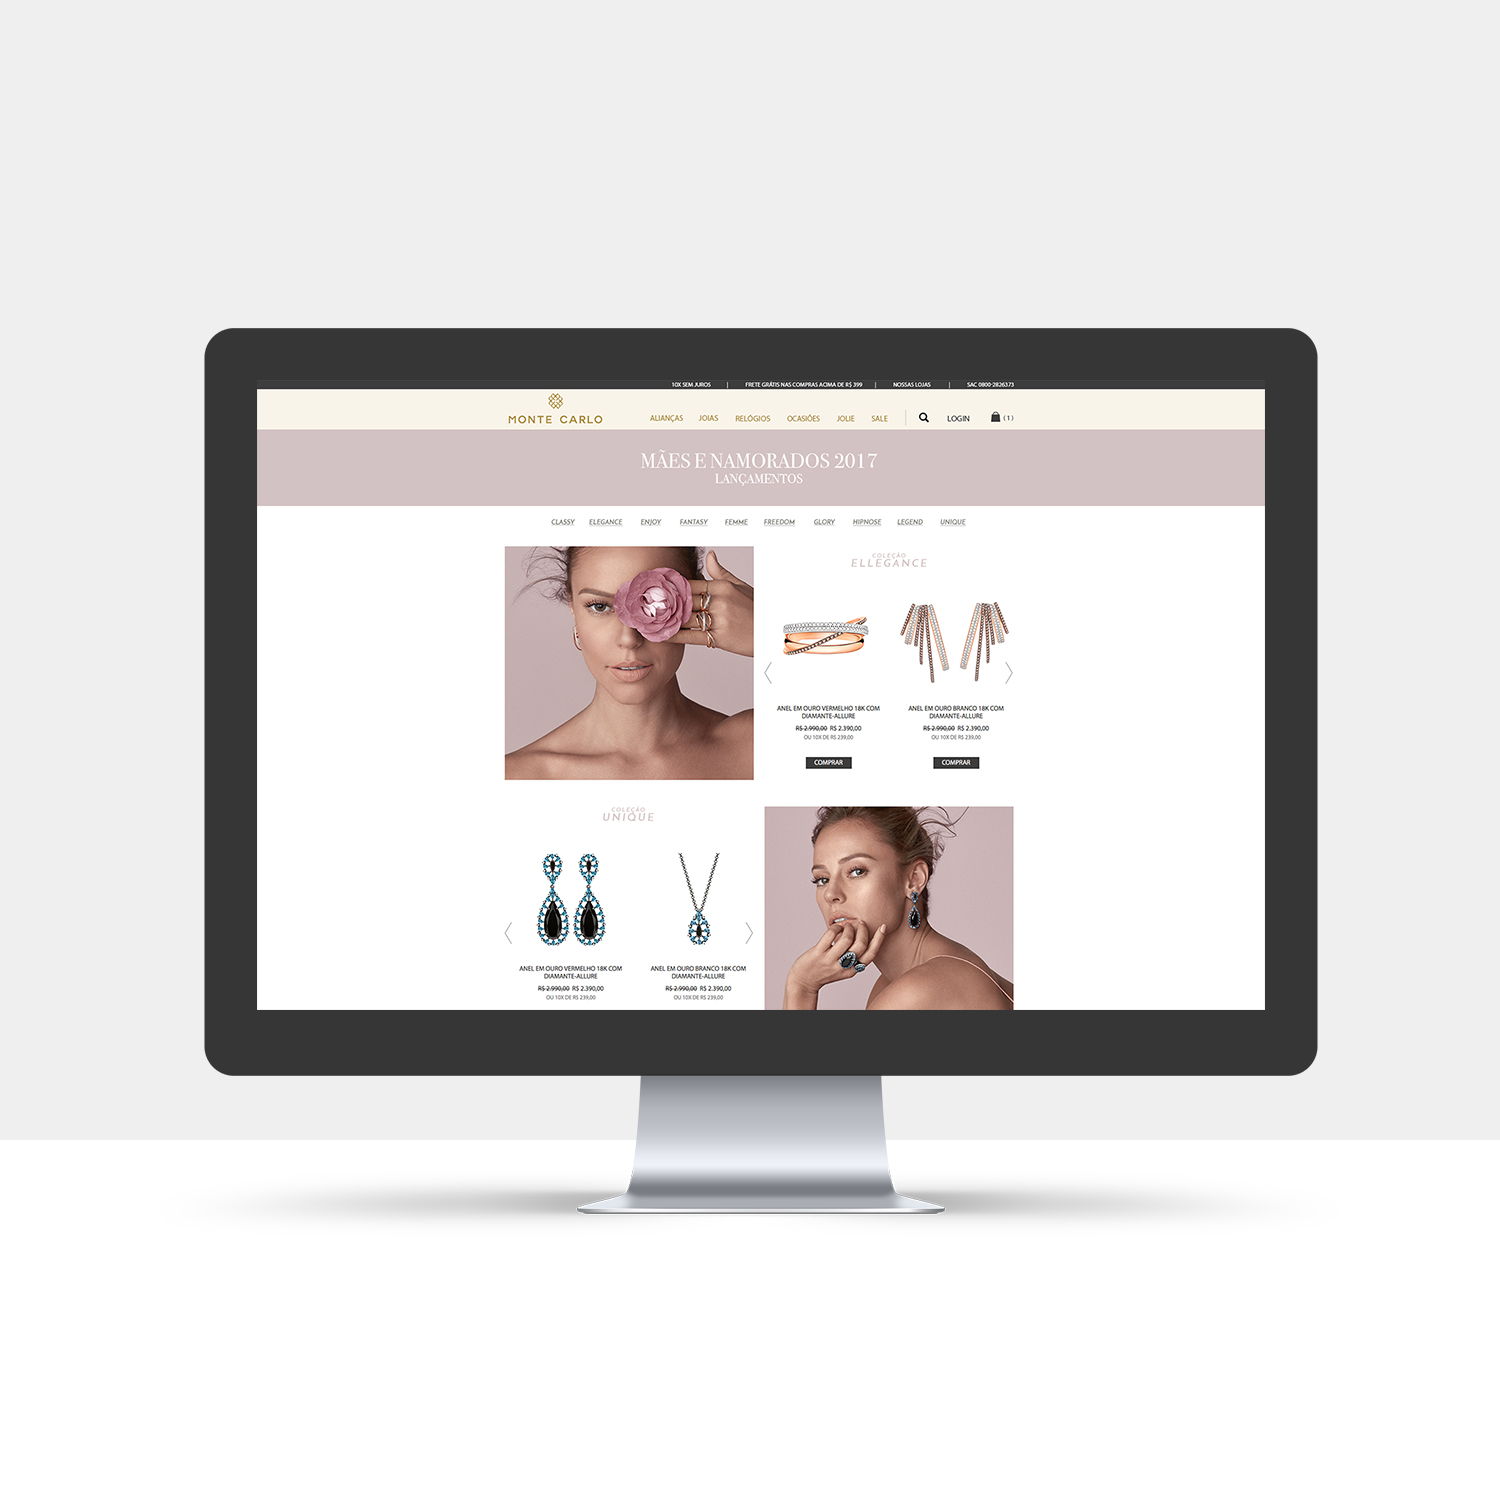 10X SEM JUROS | FRETE GRÁTIS NAS COMPRAS ACIMA DE R$ 399 | NOSSAS LOJAS | SAC 0800-2826373
MONTE CARLO
ALIANÇAS JOIAS RELÓGIOS OCASIÕES JOLIE SALE LOGIN (1)
MÃES E NAMORADOS 2017
LANÇAMENTOS
CLASSY ELEGANCE ENJOY FANTASY FEMME FREEDOM GLORY HIPNOSE LEGEND UNIQUE
COLEÇÃO
ELLEGANCE
ANEL EM OURO VERMELHO 18K COM
DIAMANTE-ALLURE
R$ 2.990,00 R$ 2.390,00
OU 10X DE R$ 239,00
COMPRAR
ANEL EM OURO BRANCO 18K COM
DIAMANTE-ALLURE
R$ 2.990,00 R$ 2.390,00
OU 10X DE R$ 239,00
COMPRAR
COLEÇÃO
UNIQUE
ANEL EM OURO VERMELHO 18K COM
DIAMANTE-ALLURE
R$ 2.990,00 R$ 2.390,00
OU 10X DE R$ 239,00
ANEL EM OURO BRANCO 18K COM
DIAMANTE-ALLURE
R$ 2.990,00 R$ 2.390,00
OU 10X DE R$ 239,00